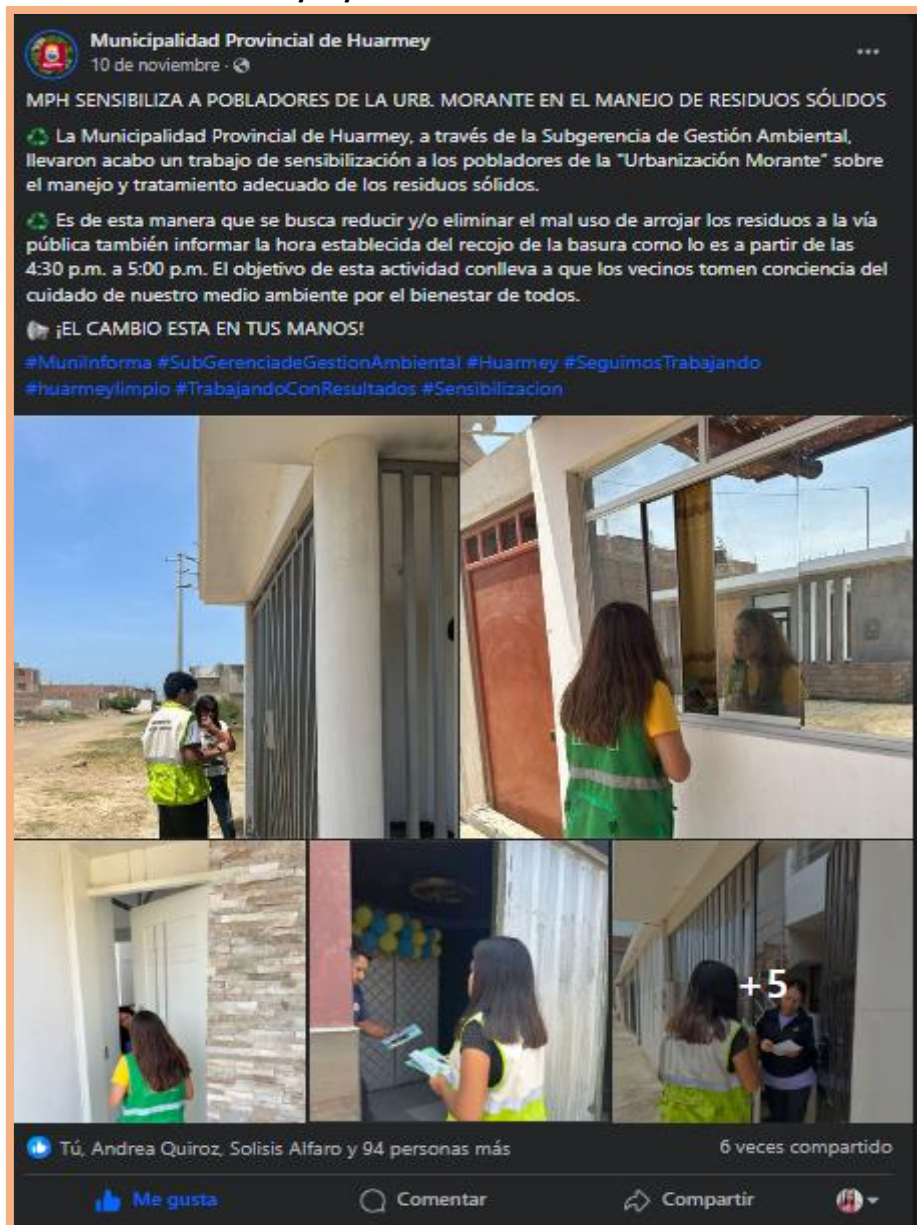 Municipalidad Provincial de Huarmey
10 de noviembre ·
MPH SENSIBILIZA A POBLADORES DE LA URB. MORANTE EN EL MANEJO DE RESIDUOS SÓLIDOS
La Municipalidad Provincial de Huarmey, a través de la Subgerencia de Gestión Ambiental,
llevaron acabo un trabajo de sensibilización a los pobladores de la "Urbanización Morante" sobre
el manejo y tratamiento adecuado de los residuos sólidos.
Es de esta manera que se busca reducir y/o eliminar el mal uso de arrojar los residuos a la vía
pública también informar la hora establecida del recojo de la basura como lo es a partir de las
4:30 p.m. a 5:00 p.m. El objetivo de esta actividad conlleva a que los vecinos tomen conciencia del
cuidado de nuestro medio ambiente por el bienestar de todos.
¡EL CAMBIO ESTA EN TUS MANOS!
#MuniInforma #SubGerenciadeGestionAmbiental #Huarmey #SeguimosTrabajando
#huarmeylimpio #TrabajandoConResultados #Sensibilizacion
+5
Tú, Andrea Quiroz, Solisis Alfaro y 94 personas más
6 veces compartido
Me gusta
Comentar
Compartir